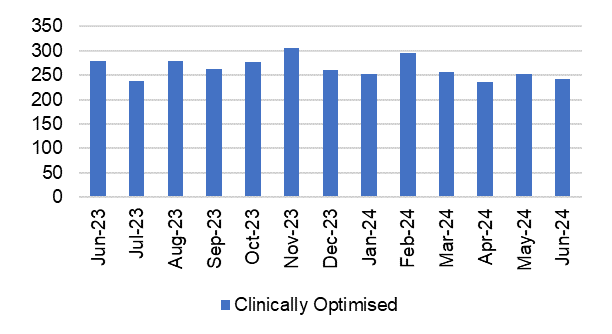 350
300
250
200
150
100
50
0
Jun-23
Jul-23
Aug-23
Sep-23
Oct-23
Nov-23
Dec-23
Jan-24
Feb-24
Mar-24
Apr-24
May-24
Jun-24
Clinically Optimised